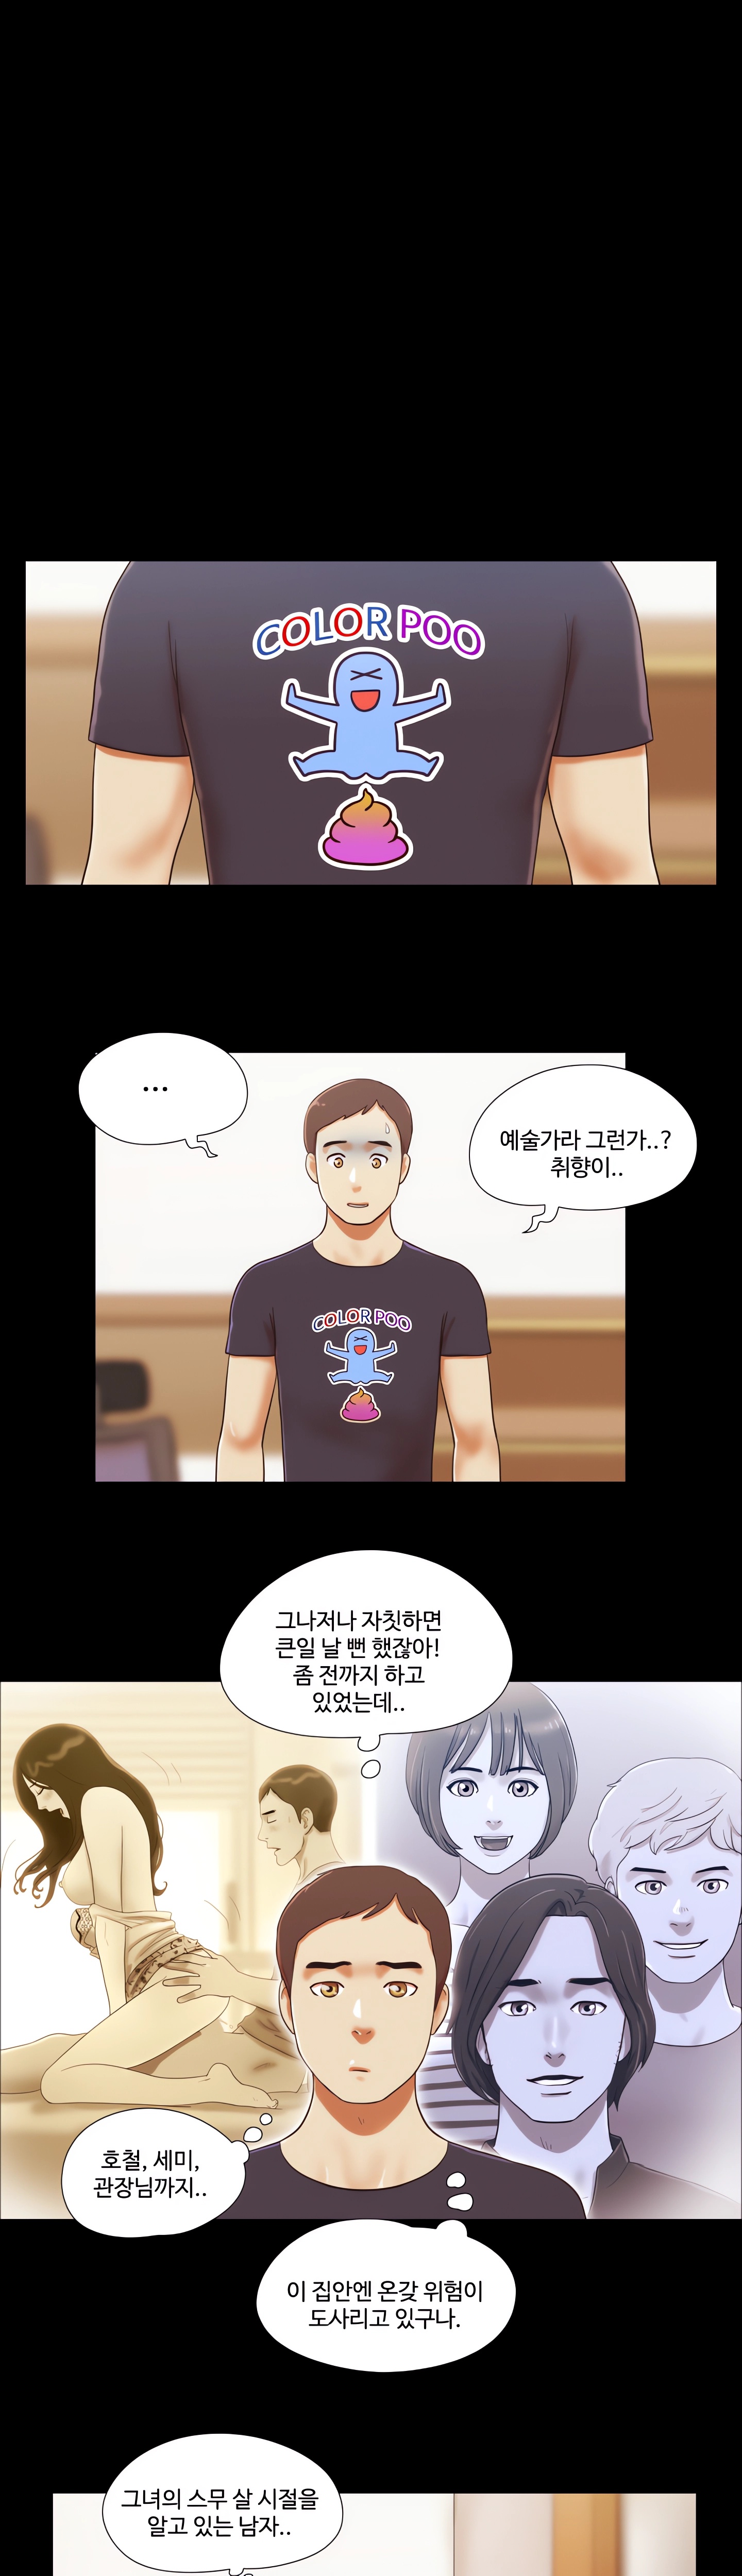 COLOR POO
...
예술가라 그런가..?
취향이..
COLOR POO
그나저나 자칫하면
큰일 날 뻔 했잖아!
좀 전까지 하고
있었는데..
호철, 세미,
관장님까지..
이 집안엔 온갖 위험이
도사리고 있구나.
그녀의 스무 살 시절을
알고 있는 남자..